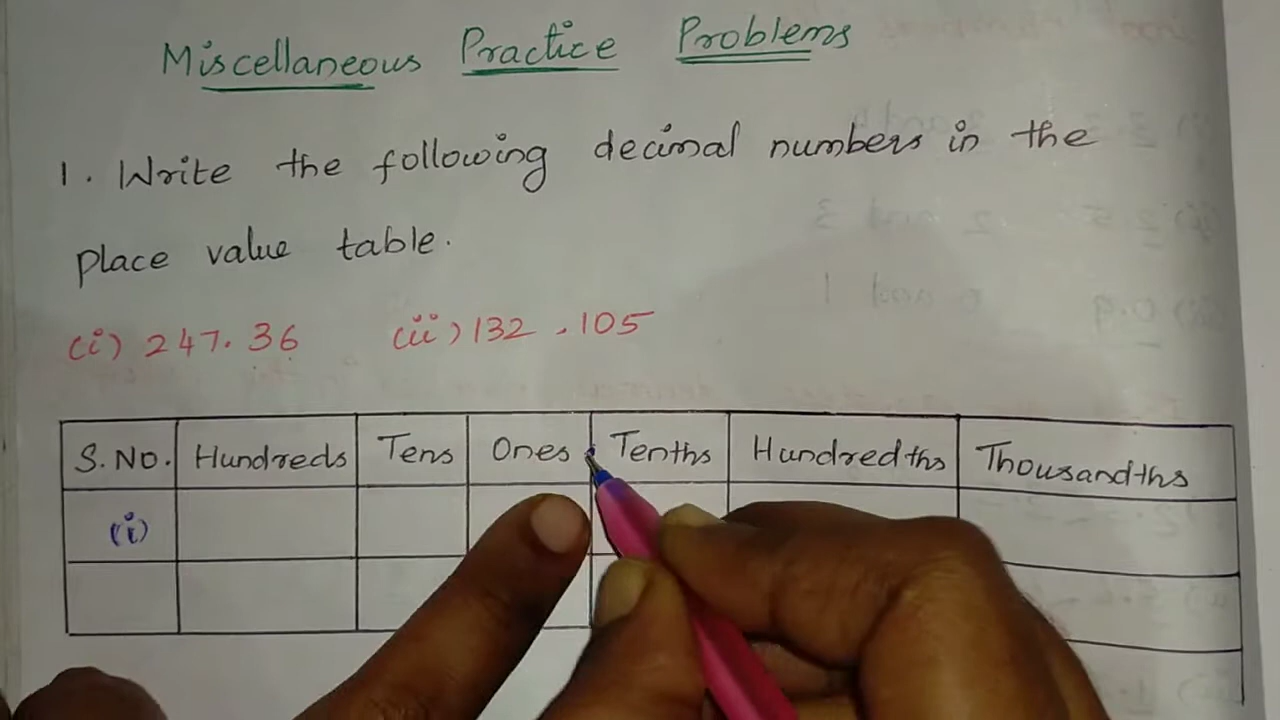 Miscellaneous Practice Problems
1. Write the following decimal numbers in the
Place value table.
(i) 247.36 (ii) 132.105
S.No. Hundreds Tens Ones Tenths Hundredths Thousandths
(i)